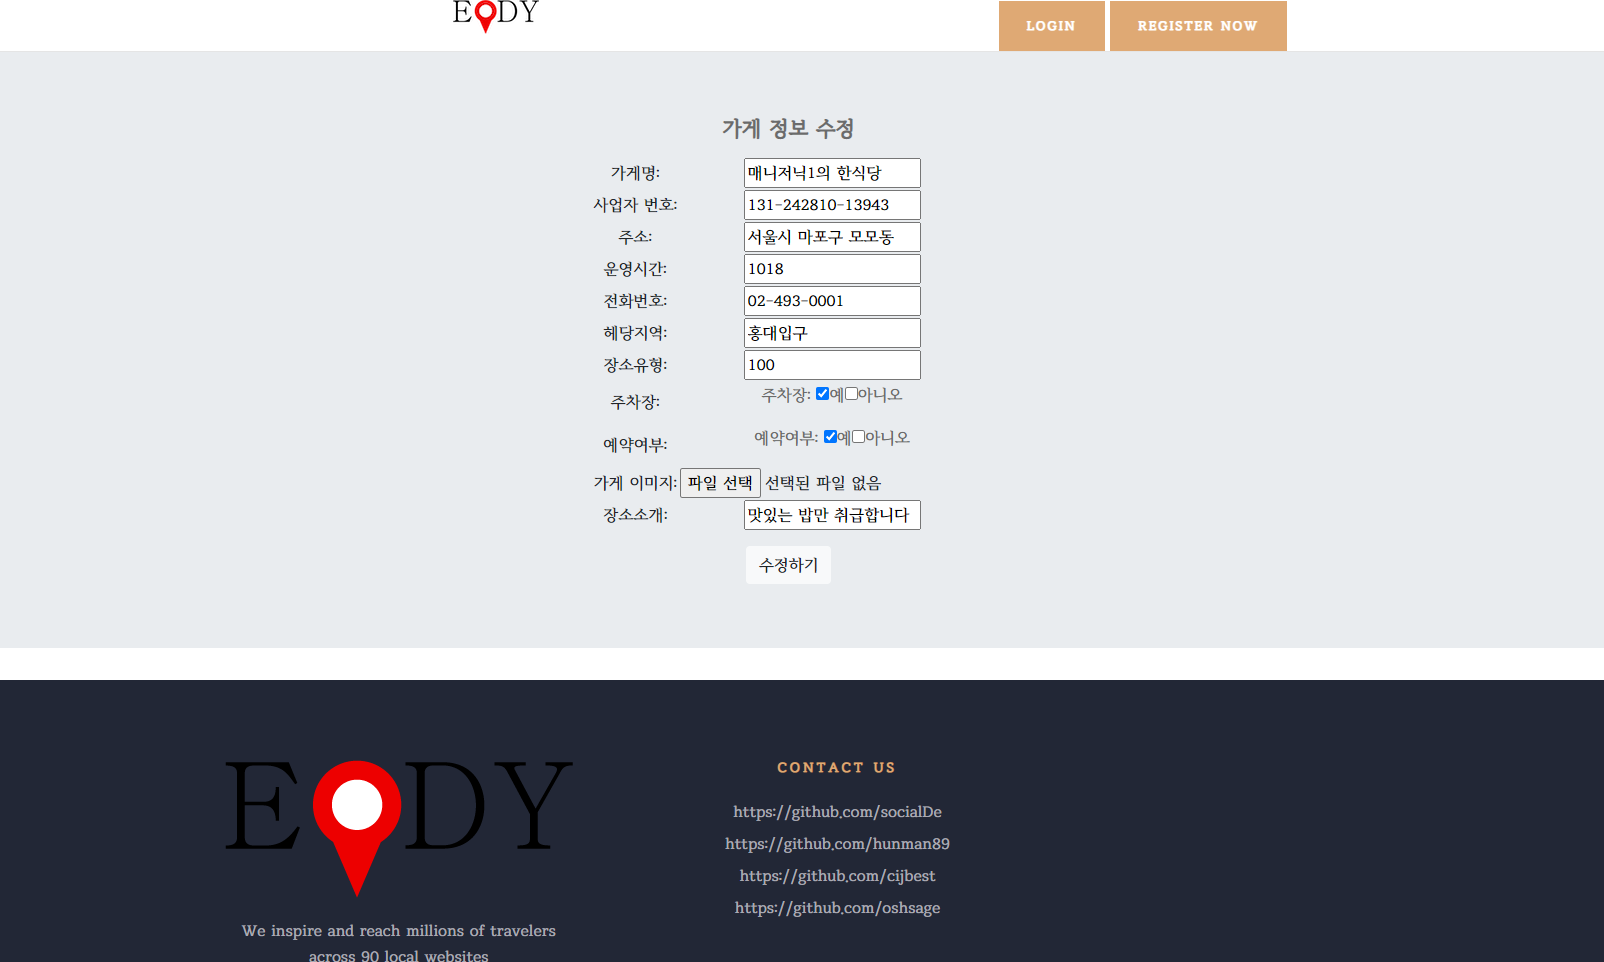 EODY
LOGIN
REGISTER NOW
가게 정보 수정
가게명: 매니저닉1의 한식당
사업자 번호: 131-242810-13943
주소: 서울시 마포구 모모동
운영시간: 1018
전화번호: 02-493-0001
헤당지역: 홍대입구
장소유형: 100
주차장: 주차장: 예아니오
예약여부: 예약여부: 예아니오
가게 이미지: 파일 선택 선택된 파일 없음
장소소개: 맛있는 밥만 취급합니다
수정하기
EODY
We inspire and reach millions of travelers
across 90 local websites
CONTACT US
https://github.com/socialDe
https://github.com/hunman89
https://github.com/cijbest
https://github.com/oshsage